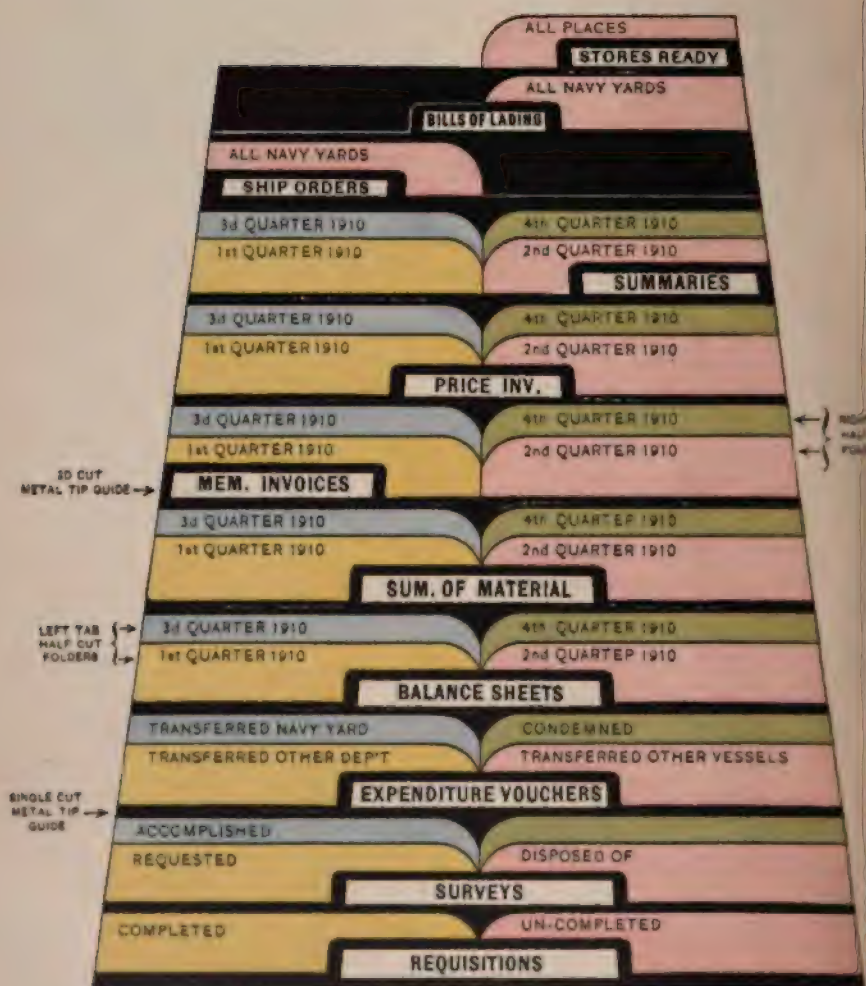 ALL PLACES
STORES READY
ALL NAVY YARDS
BILLS OF LADING
ALL NAVY YARDS
SHIP ORDERS
3d QUARTER 1910 4th QUARTER 1910
1st QUARTER 1910 2nd QUARTER 1910
SUMMARIES
3d QUARTER 1910 4th QUARTER 1910
1st QUARTER 1910 2nd QUARTER 1910
PRICE INV.
3d QUARTER 1910 4th QUARTER 1910
1st QUARTER 1910 2nd QUARTER 1910
3D CUT
METAL TIP GUIDE
MEM. INVOICES
3d QUARTER 1910 4th QUARTER 1910
1st QUARTER 1910 2nd QUARTER 1910
SUM. OF MATERIAL
LEFT TAB
HALF CUT
FOLDERS
3d QUARTER 1910 4th QUARTER 1910
1st QUARTER 1910 2nd QUARTER 1910
BALANCE SHEETS
TRANSFERRED NAVY YARD CONDEMNED
TRANSFERRED OTHER DEP'T TRANSFERRED OTHER VESSELS
EXPENDITURE VOUCHERS
SINGLE CUT
METAL TIP
GUIDE
ACCOMPLISHED
REQUESTED DISPOSED OF
SURVEYS
COMPLETED UN-COMPLETED
REQUISITIONS